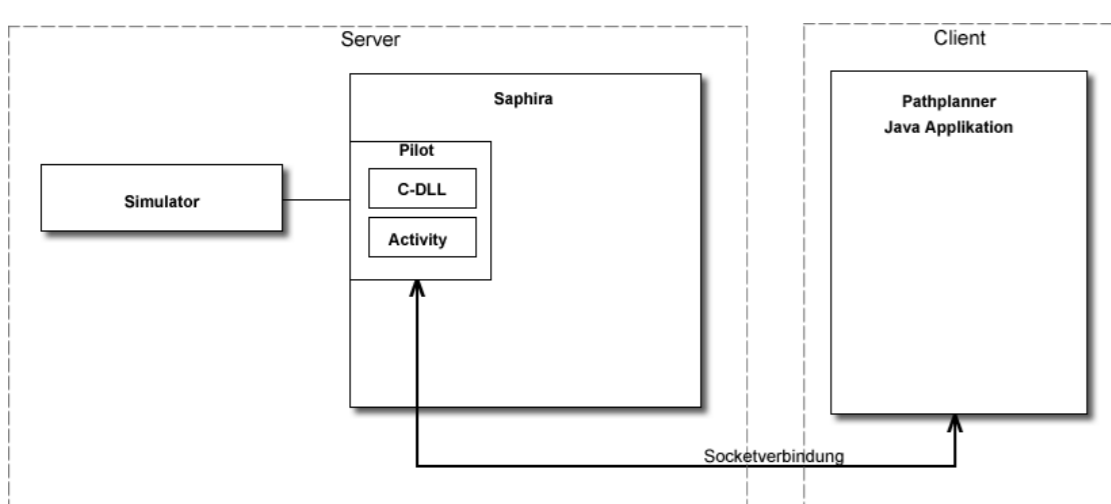 Server
Client
Saphira
Pathplanner
Java Applikation
Pilot
C-DLL
Simulator
Activity
Socketverbindung